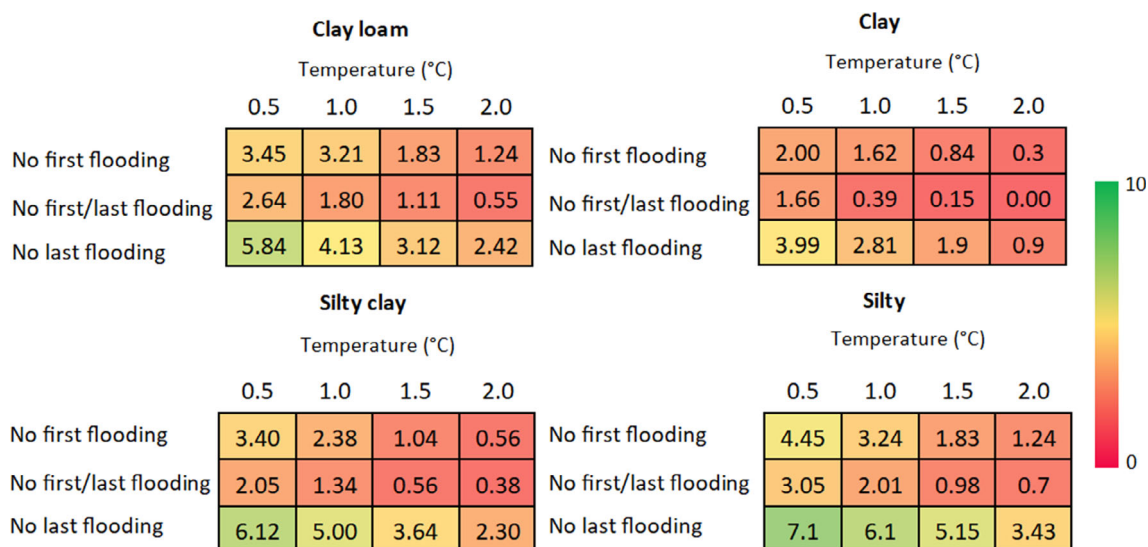 Clay loam
Temperature (°C)
0.5 1.0 1.5 2.0
No first flooding 3.45 3.21 1.83 1.24
No first/last flooding 2.64 1.80 1.11 0.55
No last flooding 5.84 4.13 3.12 2.42
Clay
Temperature (°C)
0.5 1.0 1.5 2.0
No first flooding 2.00 1.62 0.84 0.3
No first/last flooding 1.66 0.39 0.15 0.00
No last flooding 3.99 2.81 1.9 0.9
Silty clay
Temperature (°C)
0.5 1.0 1.5 2.0
No first flooding 3.40 2.38 1.04 0.56
No first/last flooding 2.05 1.34 0.56 0.38
No last flooding 6.12 5.00 3.64 2.30
Silty
Temperature (°C)
0.5 1.0 1.5 2.0
No first flooding 4.45 3.24 1.83 1.24
No first/last flooding 3.05 2.01 0.98 0.7
No last flooding 7.1 6.1 5.15 3.43
10
0